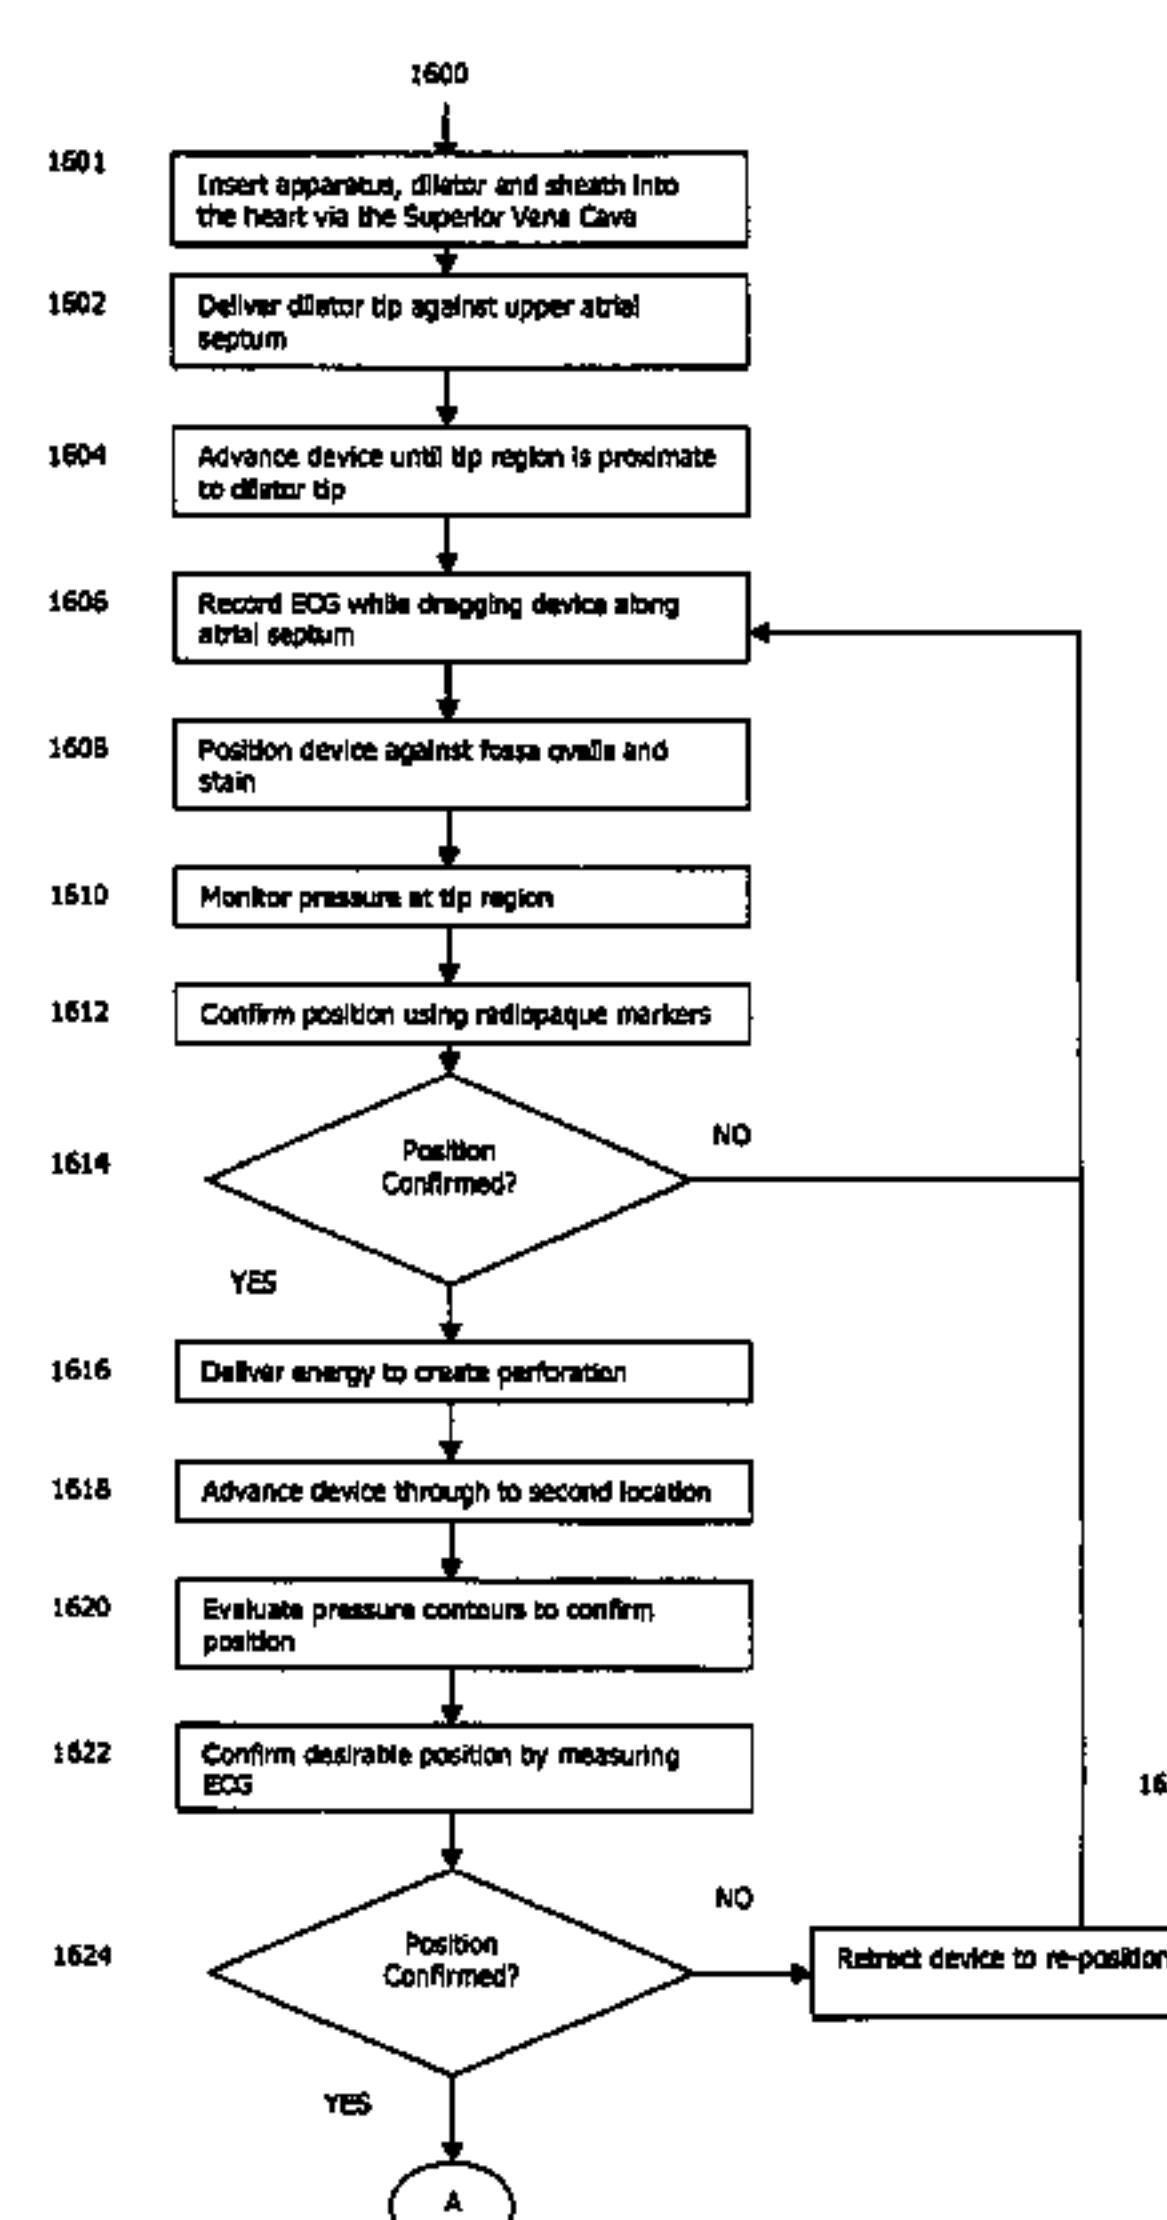 1600
1601
Insert apparatus, dilator and sheath into
the heart via the Superior Vena Cava
1602
Deliver dilator tip against upper atrial
septum
1604
Advance device until tip region is proximate
to dilator tip
1606
Record ECG while dragging device along
atrial septum
1608
Position device against fossa ovalis and
stain
1610
Monitor pressure at tip region
1612
Confirm position using radiopaque markers
1614
Position
Confirmed?
NO
YES
1616
Deliver energy to create perforation
1618
Advance device through to second location
1620
Evaluate pressure contours to confirm
position
1622
Confirm desirable position by measuring
ECG
16
1624
Position
Confirmed?
NO
Retract device to re-position
YES
A